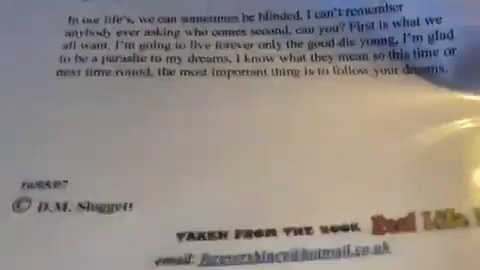 In our life's, we can sometimes be blinded, I can't remember
anybody ever asking who comes second, can you? First is what we
all want, I'm going to live forever only the good die young, I'm glad
to be a parasite to my dreams, I know what they mean so this time or
next time round, the most important thing is to follow your dreams.
© D.M. Sluggett
TAKEN FROM THE BOOK Real Life
email: